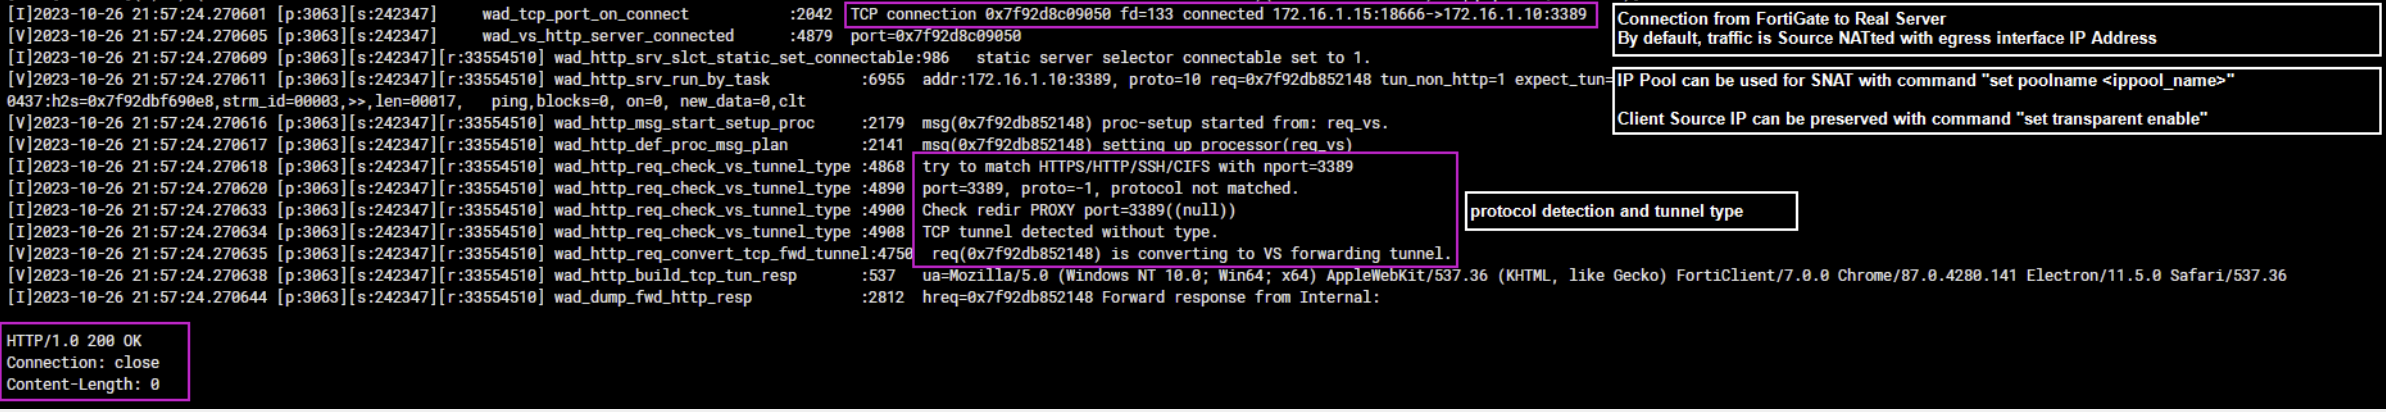 [I]2023-10-26 21:57:24.270601 [p:3063][s:242347] wad_tcp_port_on_connect :2042 TCP connection 0x7f92d8c09050 fd=133 connected 172.16.1.15:18666->172.16.1.10:3389
Connection from FortiGate to Real Server
[V]2023-10-26 21:57:24.270605 [p:3063][s:242347] wad_vs_http_server_connected :4879 port=0x7f92d8c09050
By default, traffic is Source NATted with egress interface IP Address
[I]2023-10-26 21:57:24.270609 [p:3063][s:242347][r:33554510] wad_http_srv_slct_static_set_connectable:986 static server selector connectable set to 1.
[V]2023-10-26 21:57:24.270611 [p:3063][s:242347][r:33554510] wad_http_srv_run_by_task :6955 addr:172.16.1.10:3389, proto=10 req=0x7f92db852148 tun_non_http=1 expect_tun=
IP Pool can be used for SNAT with command "set poolname <ippool_name>"
0437:h2s=0x7f92dbf690e8,strm_id=00003,>>,len=00017, ping,blocks=0, on=0, new_data=0,clt
[V]2023-10-26 21:57:24.270616 [p:3063][s:242347][r:33554510] wad_http_msg_start_setup_proc :2179 msg(0x7f92db852148) proc-setup started from: req_vs.
Client Source IP can be preserved with command "set transparent enable"
[V]2023-10-26 21:57:24.270617 [p:3063][s:242347][r:33554510] wad_http_def_proc_msg_plan :2141 msg(0x7f92db852148) setting up processor(req_vs)
[I]2023-10-26 21:57:24.270618 [p:3063][s:242347][r:33554510] wad_http_req_check_vs_tunnel_type :4868 try to match HTTPS/HTTP/SSH/CIFS with nport=3389
[I]2023-10-26 21:57:24.270620 [p:3063][s:242347][r:33554510] wad_http_req_check_vs_tunnel_type :4890 port=3389, proto=-1, protocol not matched.
[I]2023-10-26 21:57:24.270633 [p:3063][s:242347][r:33554510] wad_http_req_check_vs_tunnel_type :4900 Check redir PROXY port=3389((null))
protocol detection and tunnel type
[I]2023-10-26 21:57:24.270634 [p:3063][s:242347][r:33554510] wad_http_req_check_vs_tunnel_type :4908 TCP tunnel detected without type.
[V]2023-10-26 21:57:24.270635 [p:3063][s:242347][r:33554510] wad_http_req_convert_tcp_fwd_tunnel:4750 req(0x7f92db852148) is converting to VS forwarding tunnel.
[V]2023-10-26 21:57:24.270638 [p:3063][s:242347][r:33554510] wad_http_build_tcp_tun_resp :537 ua=Mozilla/5.0 (Windows NT 10.0; Win64; x64) AppleWebKit/537.36 (KHTML, like Gecko) FortiClient/7.0.0 Chrome/87.0.4280.141 Electron/11.5.0 Safari/537.36
[I]2023-10-26 21:57:24.270644 [p:3063][s:242347][r:33554510] wad_dump_fwd_http_resp :2812 hreq=0x7f92db852148 Forward response from Internal:
HTTP/1.0 200 OK
Connection: close
Content-Length: 0